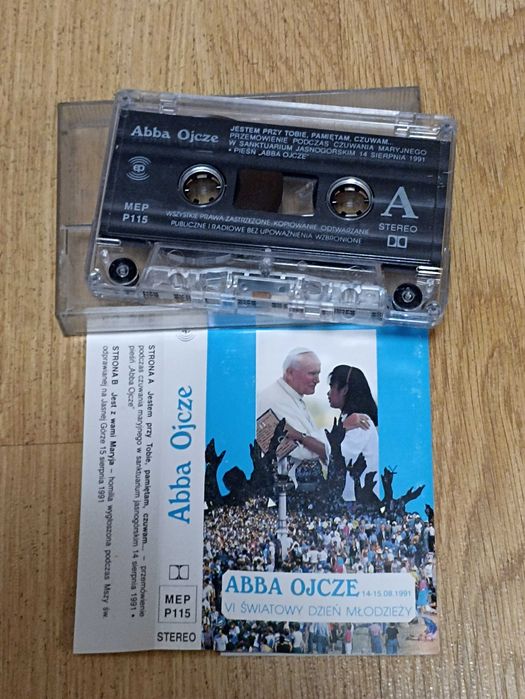 Abba Ojcze
JESTEM PRZY TOBIE, PAMIĘTAM, CZUWAM...
PRZEMÓWIENIE PODCZAS CZUWANIA MARYJNEGO
W SANKTUARIUM JASNOGÓRSKIM 14 SIERPNIA 1991
• PIEŚŃ „ABBA OJCZE"
ep
MEP
P115
A
STEREO
WSZYSTKIE PRAWA ZASTRZEŻONE-KOPIOWANIE ODTWARZANIE
PUBLICZNE I RADIOWE BEZ UPOWAŻNIENIA WZBRONIONE
STRONA A Jestem przy Tobie, pamiętam, czuwam... – przemówienie
podczas czuwania maryjnego w sanktuarium jasnogórskim 14 sierpnia 1991 •
pieśń „Abba Ojcze"
STRONA B Jest z wami Maryja – homilia wygłoszona podczas Mszy św.
odprawianej na Jasnej Górze 15 sierpnia 1991
ep
Abba Ojcze
MEP
P115
STEREO
ABBA OJCZE 14-15.08.1991
VI ŚWIATOWY DZIEŃ MŁODZIEŻY